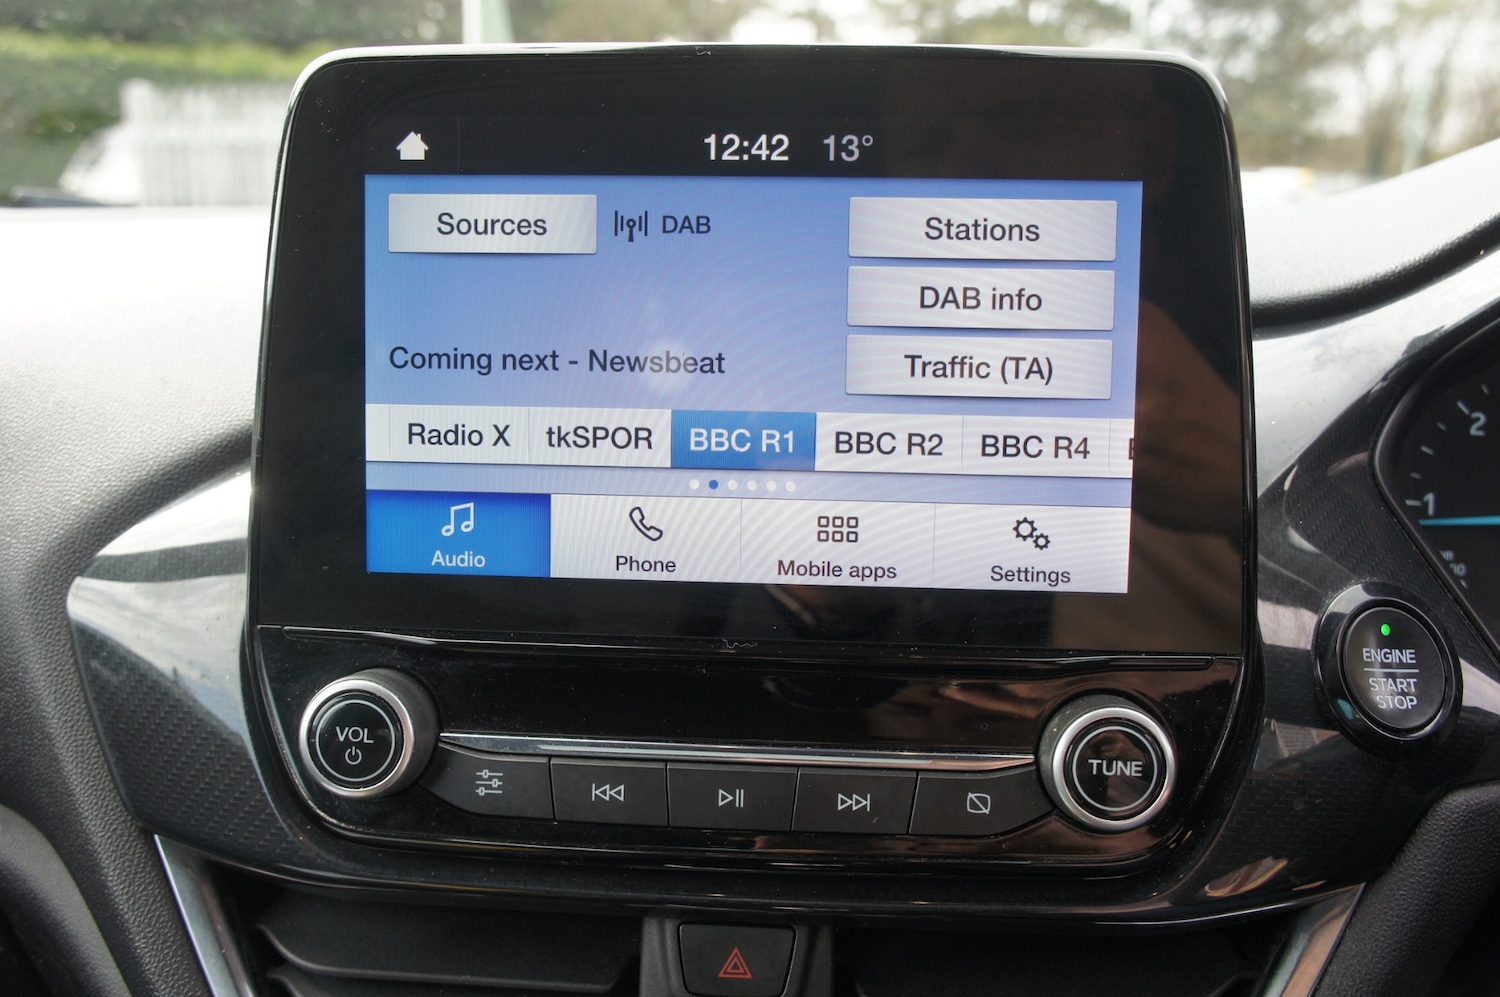 12:42 13°
Sources DAB Stations
DAB info
Coming next - Newsbeat
Traffic (TA)
Radio X tkSPOR BBC R1 BBC R2 BBC R4
Audio Phone Mobile apps Settings
VOL
TUNE
ENGINE
START
STOP
2
1